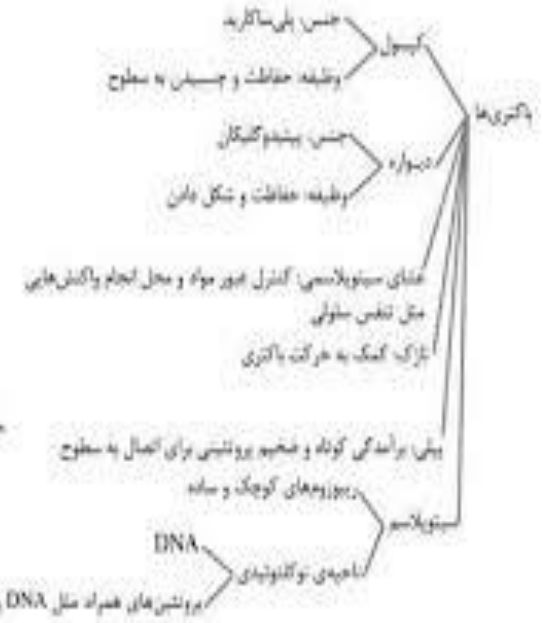 باکتری‌ها
کپسول
جنس: پلی‌ساکارید
وظیفه: حفاظت و چسبیدن به سطوح
دیواره
جنس: پپتیدوگلیکان
وظیفه: حفاظت و شکل دادن
غشای سیتوپلاسمی: کنترل عبور مواد و محل انجام واکنش‌هایی
مثل تنفس سلولی
تاژک: کمک به حرکت باکتری
پیلی: برآمدگی کوتاه و ضخیم پروتئینی برای اتصال به سطوح
سیتوپلاسم
ریبوزوم‌های کوچک و ساده
ناحیه‌ی نوکلئوئیدی
DNA
پروتئین‌های همراه مثل DNA